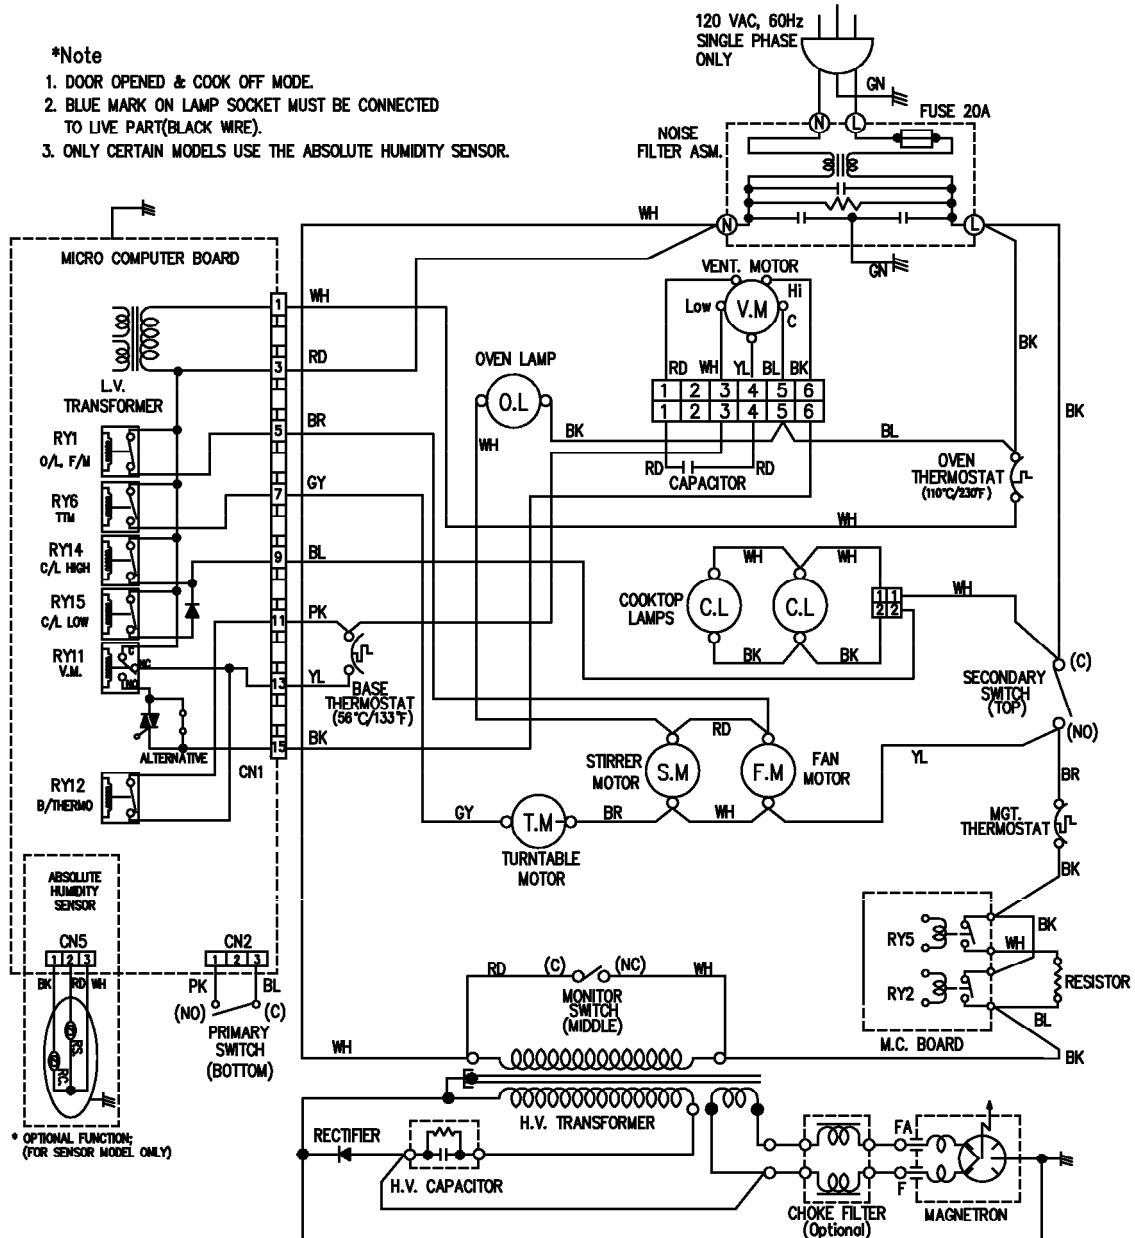 120 VAC, 60Hz
SINGLE PHASE
ONLY
*Note
1. DOOR OPENED & COOK OFF MODE.
2. BLUE MARK ON LAMP SOCKET MUST BE CONNECTED
TO LIVE PART(BLACK WIRE).
3. ONLY CERTAIN MODELS USE THE ABSOLUTE HUMIDITY SENSOR.
GN
N
L
FUSE 20A
NOISE
FILTER ASM.
N
L
GN
WH
MICRO COMPUTER BOARD
VENT. MOTOR
Hi
Low
V.M
C
RD WH YL BL BK
1 2 3 4 5 6
1 2 3 4 5 6
RD
RD
CAPACITOR
1
WH
3
RD
L.V.
TRANSFORMER
5
BR
7
GY
9
BL
11
PK
13
YL
15
BK
CN1
RY1
O/L, F/M
RY6
TTM
RY14
C/L HIGH
RY15
C/L LOW
RY11
V.M.
C
NC
NO
ALTERNATIVE
RY12
B/THERMO
OVEN LAMP
O.L
WH
BK
BL
BK
BK
OVEN
THERMOSTAT
(110°C/230°F)
WH
WH
WH
COOKTOP
LAMPS
C.L
C.L
BK
BK
1 1
2 2
WH
BASE
THERMOSTAT
(56°C/133°F)
(C)
SECONDARY
SWITCH
(TOP)
(NO)
STIRRER
MOTOR
S.M
RD
F.M
FAN
MOTOR
YL
BR
GY
T.M
BR
WH
TURNTABLE
MOTOR
MGT.
THERMOSTAT
BK
RY5
RY2
BK
WH
RESISTOR
BL
M.C. BOARD
BK
ABSOLUTE
HUMIDITY
SENSOR
CN5
1 2 3
BK RD WH
RS.
RC.
* OPTIONAL FUNCTION;
(FOR SENSOR MODEL ONLY)
CN2
1 2 3
PK
BL
(NO)
(C)
PRIMARY
SWITCH
(BOTTOM)
RD
(C)
(NC)
WH
MONITOR
SWITCH
(MIDDLE)
WH
H.V. TRANSFORMER
RECTIFIER
H.V. CAPACITOR
FA
F
CHOKE FILTER
(Optional)
MAGNETRON